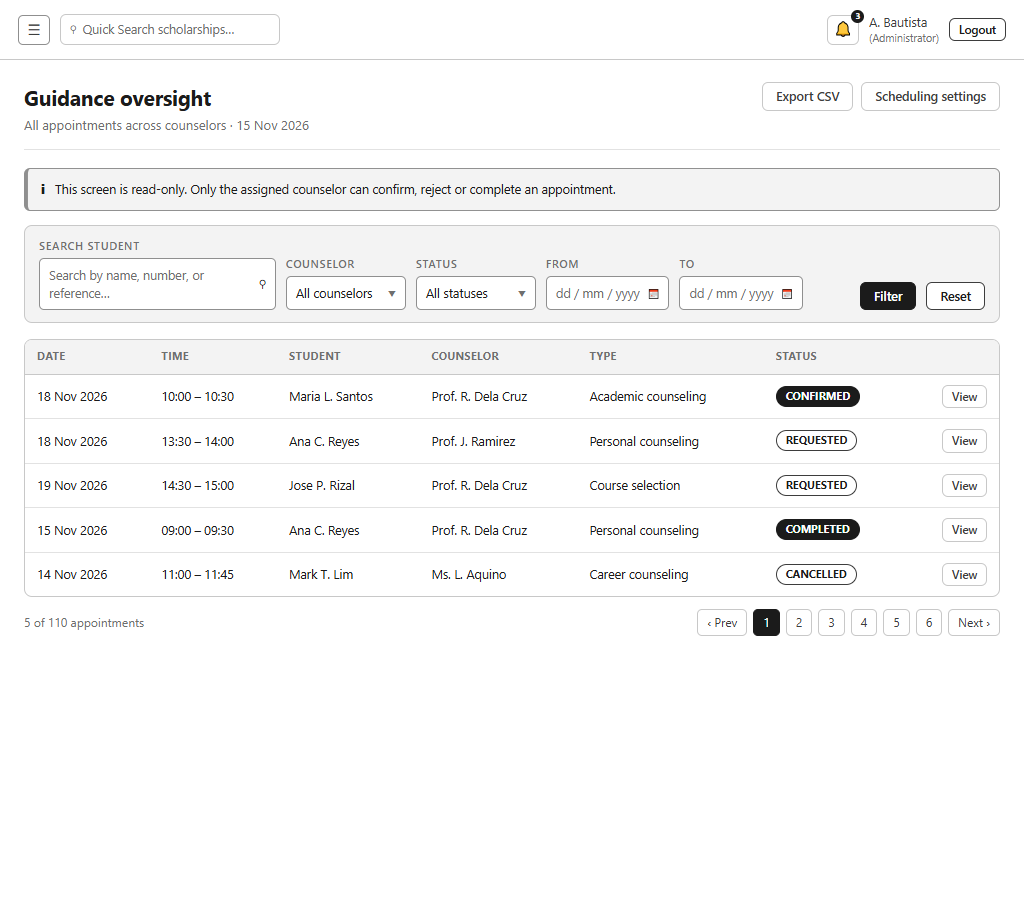 ☰ Quick Search scholarships... 3 A. Bautista Logout
(Administrator)
Guidance oversight Export CSV Scheduling settings
All appointments across counselors · 15 Nov 2026
i This screen is read-only. Only the assigned counselor can confirm, reject or complete an appointment.
SEARCH STUDENT
COUNSELOR STATUS FROM TO
Search by name, number, or
reference...
All counselors All statuses dd / mm / yyyy dd / mm / yyyy Filter Reset
DATE TIME STUDENT COUNSELOR TYPE STATUS
18 Nov 2026 10:00 – 10:30 Maria L. Santos Prof. R. Dela Cruz Academic counseling CONFIRMED View
18 Nov 2026 13:30 – 14:00 Ana C. Reyes Prof. J. Ramirez Personal counseling REQUESTED View
19 Nov 2026 14:30 – 15:00 Jose P. Rizal Prof. R. Dela Cruz Course selection REQUESTED View
15 Nov 2026 09:00 – 09:30 Ana C. Reyes Prof. R. Dela Cruz Personal counseling COMPLETED View
14 Nov 2026 11:00 – 11:45 Mark T. Lim Ms. L. Aquino Career counseling CANCELLED View
5 of 110 appointments ‹ Prev 1 2 3 4 5 6 Next ›